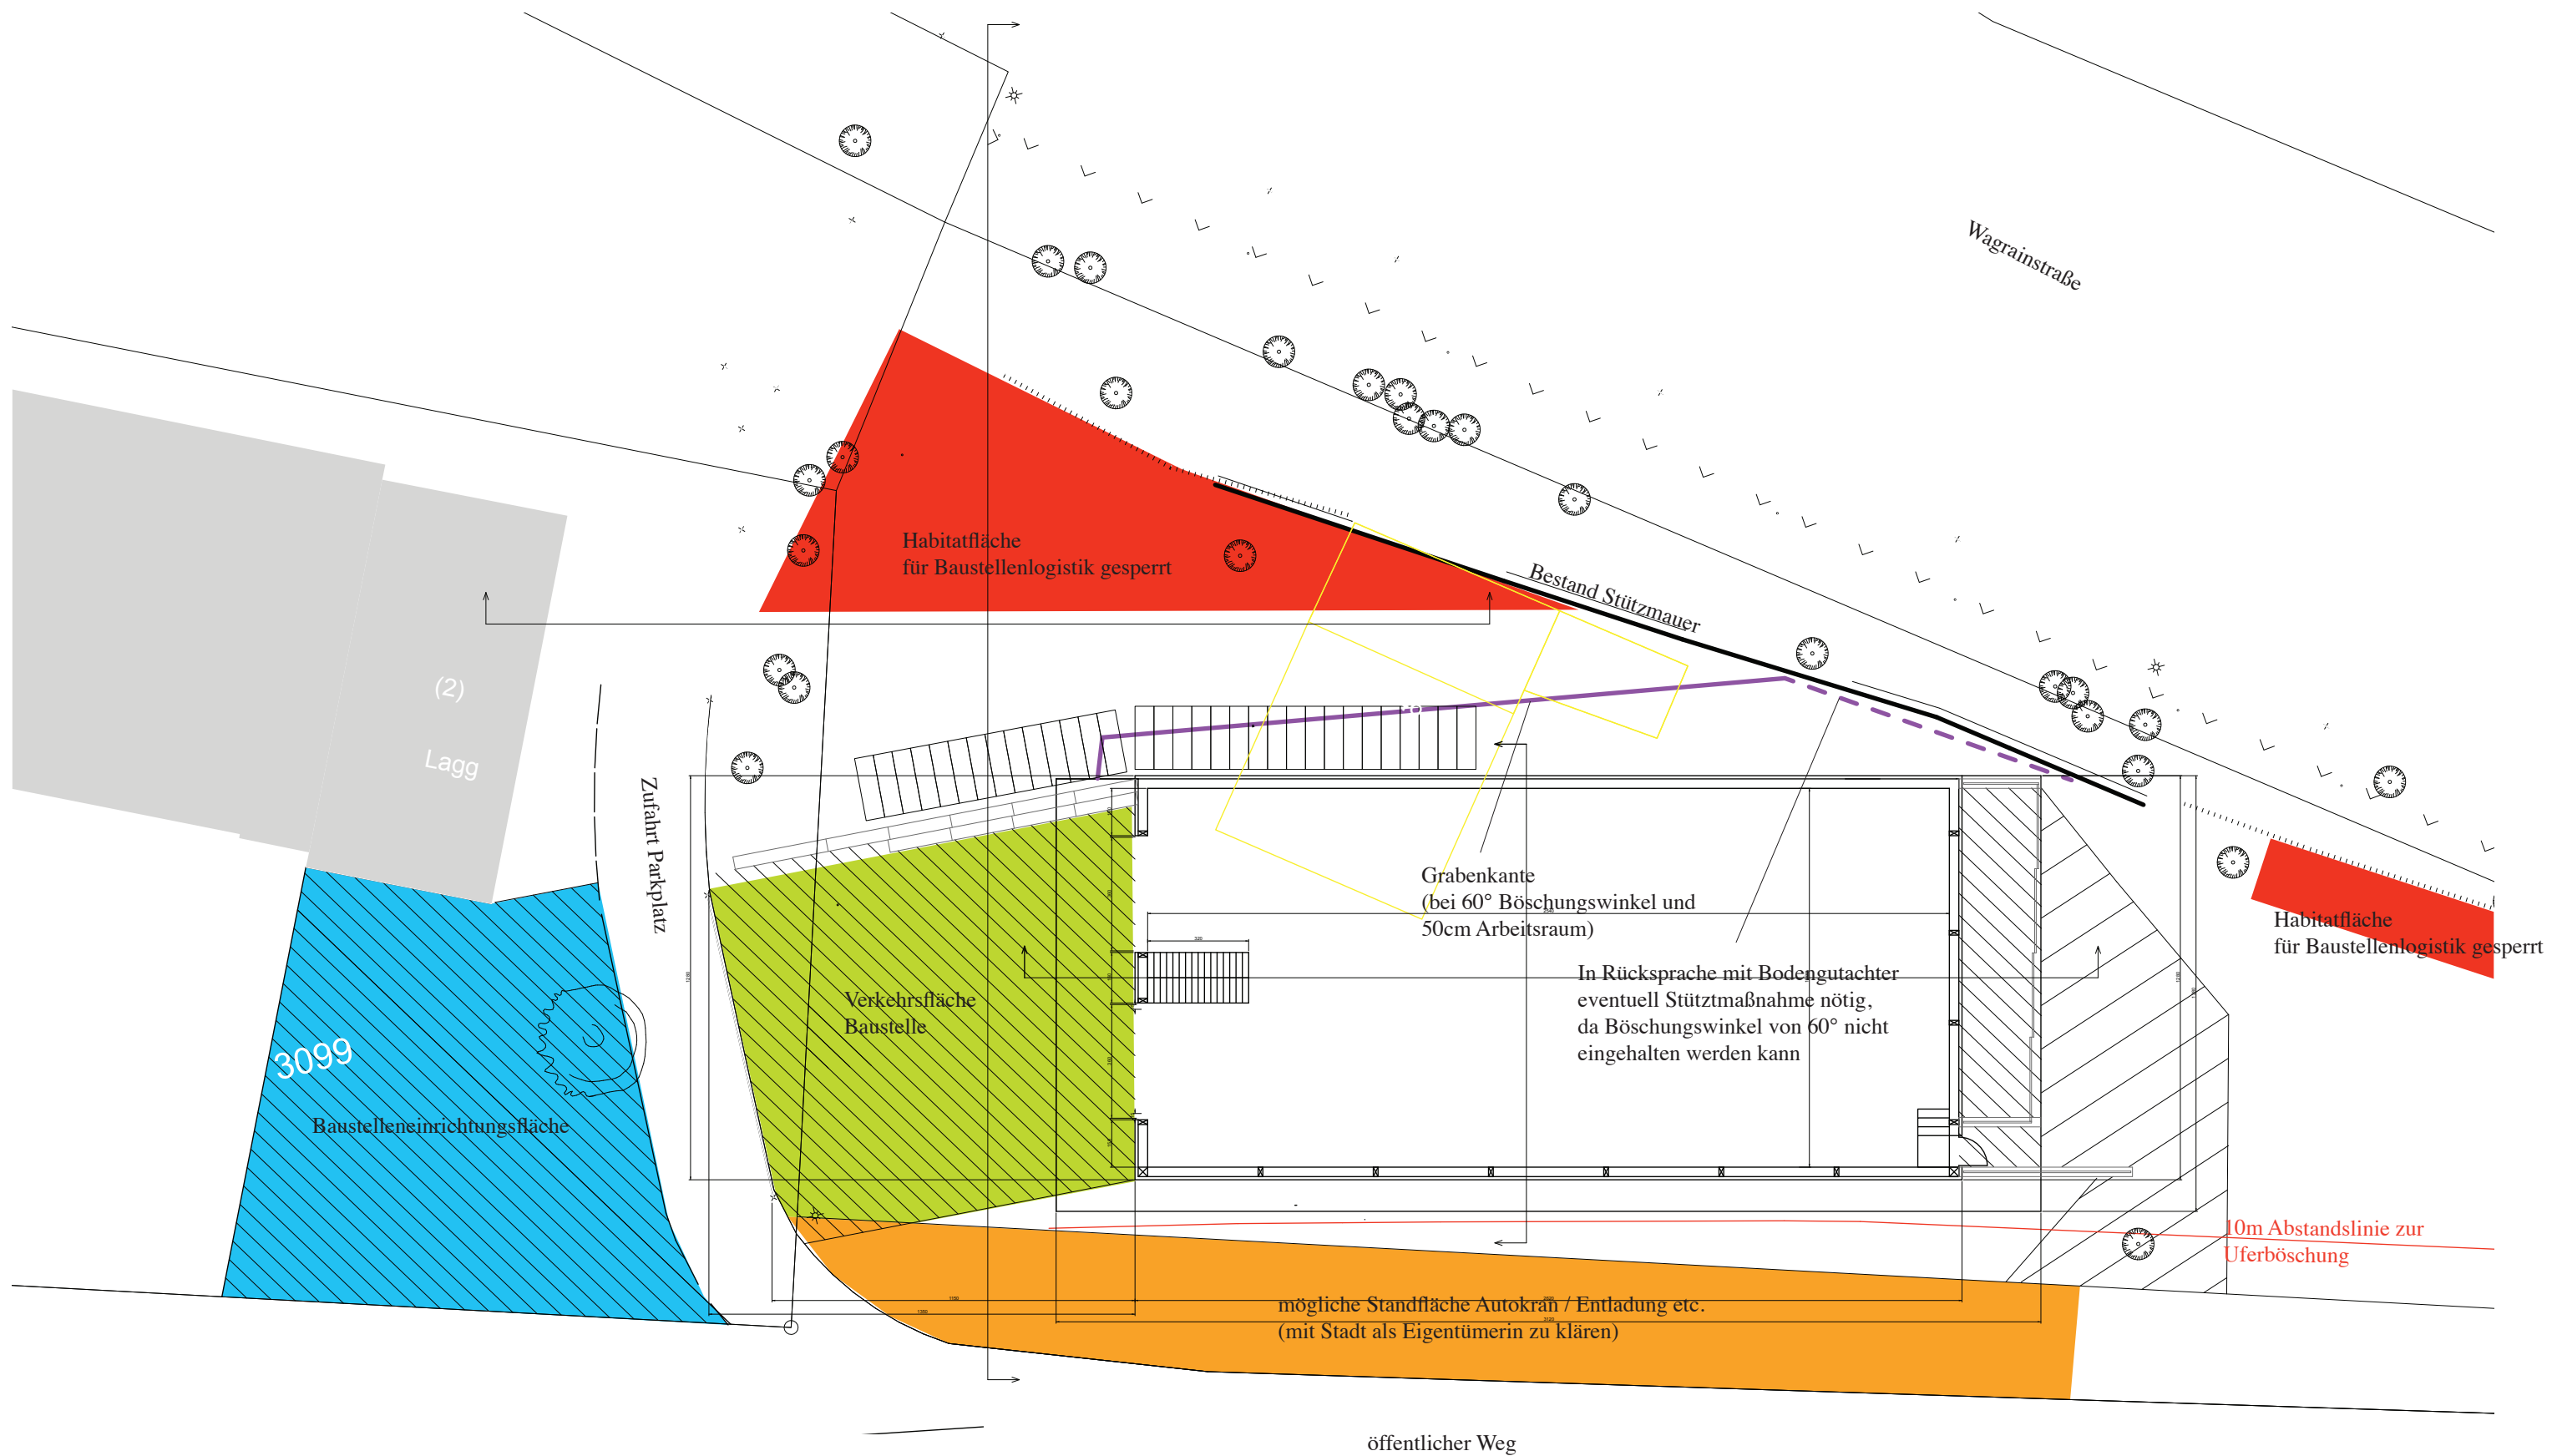 Wagrainstraße
Habitatfläche
für Baustellenlogistik gesperrt
Bestand Stützmauer
(2)
Lagg
Zufahrt Parkplatz
Grabenkante
(bei 60° Böschungswinkel und
50cm Arbeitsraum)
Habitatfläche
für Baustellenlogistik gesperrt
In Rücksprache mit Bodengutachter
eventuell Stütztmaßnahme nötig,
da Böschungswinkel von 60° nicht
eingehalten werden kann
Verkehrsfläche
Baustelle
3099
Baustelleneinrichtungsfläche
10m Abstandslinie zur
Uferböschung
mögliche Standfläche Autokran / Entladung etc.
(mit Stadt als Eigentümerin zu klären)
öffentlicher Weg